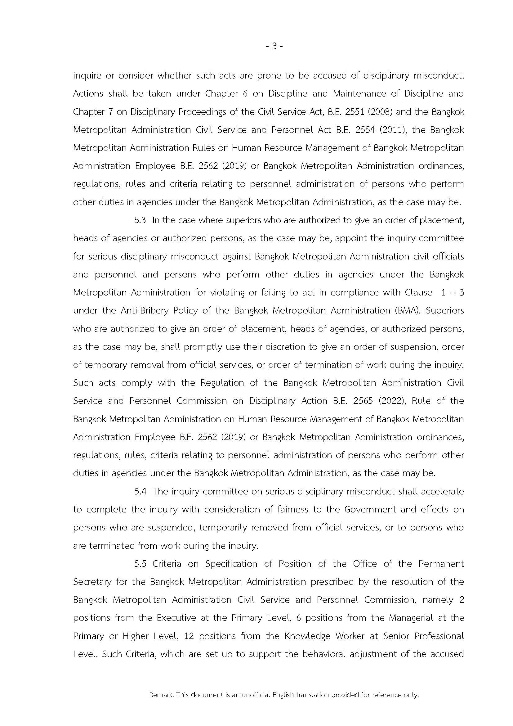 - 3 -
inquire or consider whether such acts are prone to be accused of disciplinary misconduct.
Actions shall be taken under Chapter 6 on Discipline and Maintenance of Discipline and
Chapter 7 on Disciplinary Proceedings of the Civil Service Act, B.E. 2551 (2008) and the Bangkok
Metropolitan Administration Civil Service and Personnel Act B.E. 2554 (2011), the Bangkok
Metropolitan Administration Rules on Human Resource Management of Bangkok Metropolitan
Administration Employee B.E. 2562 (2019) or Bangkok Metropolitan Administration ordinances,
regulations, rules and criteria relating to personnel administration of persons who perform
other duties in agencies under the Bangkok Metropolitan Administration, as the case may be.
5.3 In the case where superiors who are authorized to give an order of placement,
heads of agencies or authorized persons, as the case may be, appoint the inquiry committee
for serious disciplinary misconduct against Bangkok Metropolitan Administration civil officials
and personnel and persons who perform other duties in agencies under the Bangkok
Metropolitan Administration for violating or failing to act in compliance with Clause 1 – 3
under the Anti-Bribery Policy of the Bangkok Metropolitan Administration (BMA). Superiors
who are authorized to give an order of placement, heads of agencies, or authorized persons,
as the case may be, shall promptly use their discretion to give an order of suspension, order
of temporary removal from official services, or order of termination of work during the inquiry.
Such acts comply with the Regulation of the Bangkok Metropolitan Administration Civil
Service and Personnel Commission on Disciplinary Action B.E. 2565 (2022), Rule of the
Bangkok Metropolitan Administration on Human Resource Management of Bangkok Metropolitan
Administration Employee B.E. 2562 (2019) or Bangkok Metropolitan Administration ordinances,
regulations, rules, criteria relating to personnel administration of persons who perform other
duties in agencies under the Bangkok Metropolitan Administration, as the case may be.
5.4 The inquiry committee on serious disciplinary misconduct shall accelerate
to complete the inquiry with consideration of fairness to the Government and effects on
persons who are suspended, temporarily removed from official services, or to persons who
are terminated from work during the inquiry.
5.5 Criteria on Specification of Position of the Office of the Permanent
Secretary for the Bangkok Metropolitan Administration prescribed by the resolution of the
Bangkok Metropolitan Administration Civil Service and Personnel Commission, namely 2
positions from the Executive at the Primary Level, 6 positions from the Managerial at the
Primary or Higher Level, 12 positions from the Knowledge Worker at Senior Professional
Level. Such Criteria, which are set up to support the behavioral adjustment of the accused
Remark: This document is an unofficial English translation provided for reference only.